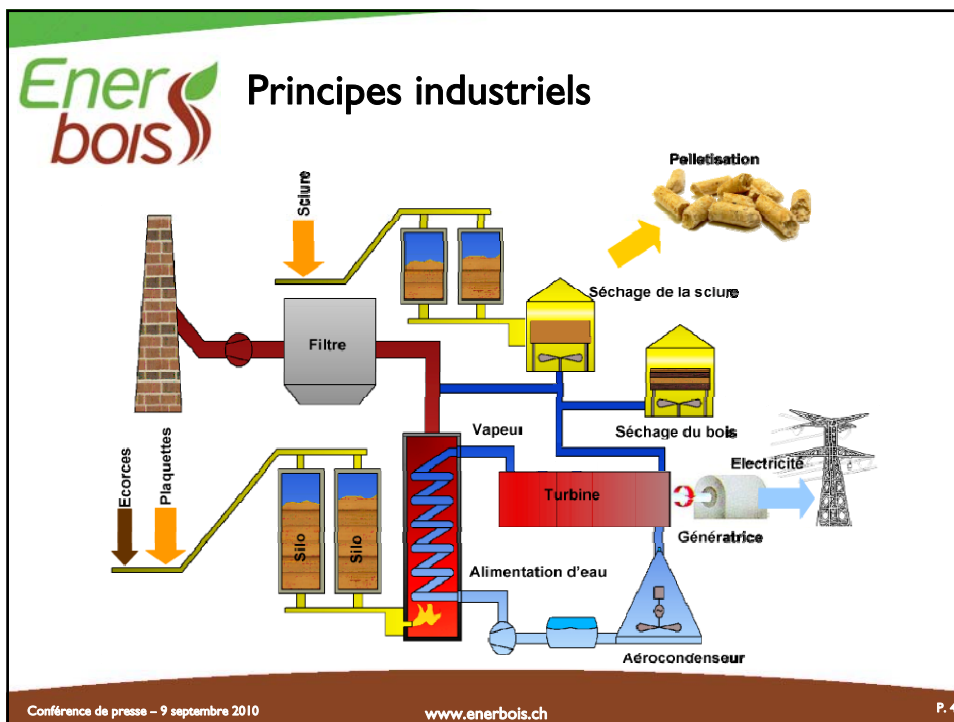 Ener
bois
Principes industriels
Pelletisation
Sciure
Séchage de la sciure
Filtre
Séchage du bois
Vapeur
Electricité
Ecorces
Plaquettes
Turbine
Génératrice
Silo
Silo
Alimentation d'eau
Aérocondenseur
Conférence de presse – 9 septembre 2010
www.enerbois.ch
P. 4